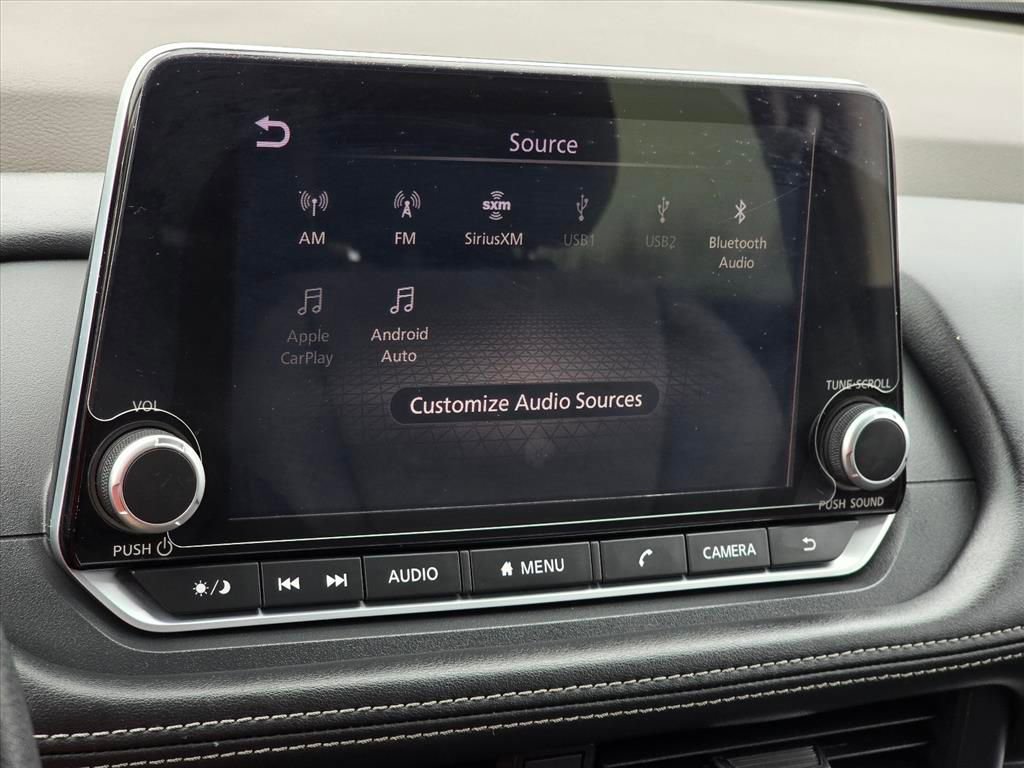 Source
sxm
AM FM SiriusXM USB1 USB2 Bluetooth
Audio
Apple Android
CarPlay Auto
Customize Audio Sources
VOL
TUNE·SCROLL
PUSH
PUSH SOUND
AUDIO MENU CAMERA